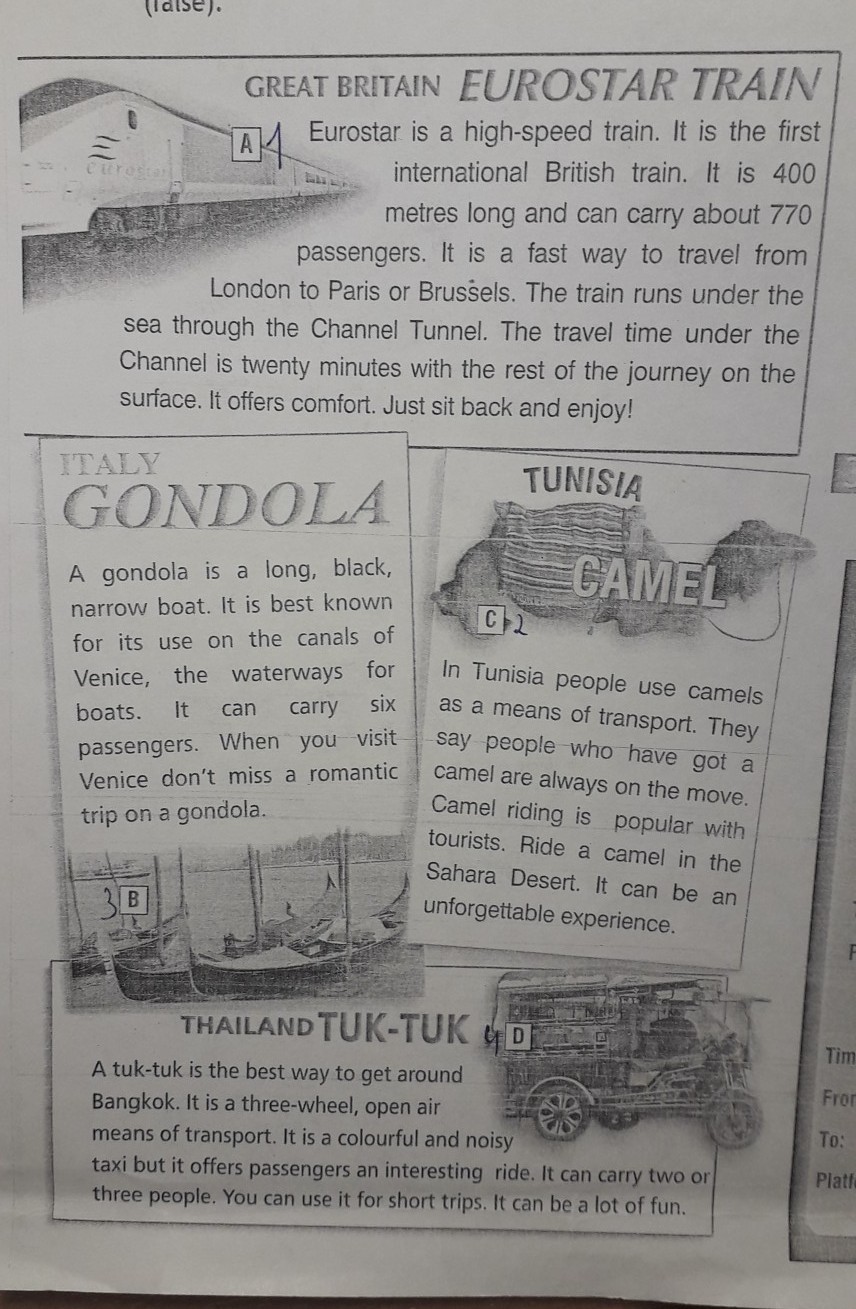 (false).
GREAT BRITAIN EUROSTAR TRAIN
A 1
Eurostar is a high-speed train. It is the first
international British train. It is 400
metres long and can carry about 770
passengers. It is a fast way to travel from
London to Paris or Brussels. The train runs under the
sea through the Channel Tunnel. The travel time under the
Channel is twenty minutes with the rest of the journey on the
surface. It offers comfort. Just sit back and enjoy!
eurostar
ITALY
GONDOLA
A gondola is a long, black,
narrow boat. It is best known
for its use on the canals of
Venice, the waterways for
boats. It can carry six
passengers. When you visit
Venice don't miss a romantic
trip on a gondola.
3 B
TUNISIA
CAMEL
C 2
In Tunisia people use camels
as a means of transport. They
say people who have got a
camel are always on the move.
Camel riding is popular with
tourists. Ride a camel in the
Sahara Desert. It can be an
unforgettable experience.
THAILAND TUK-TUK
4 D
A tuk-tuk is the best way to get around
Bangkok. It is a three-wheel, open air
means of transport. It is a colourful and noisy
taxi but it offers passengers an interesting ride. It can carry two or
three people. You can use it for short trips. It can be a lot of fun.
Tim
Fror
To:
Platf